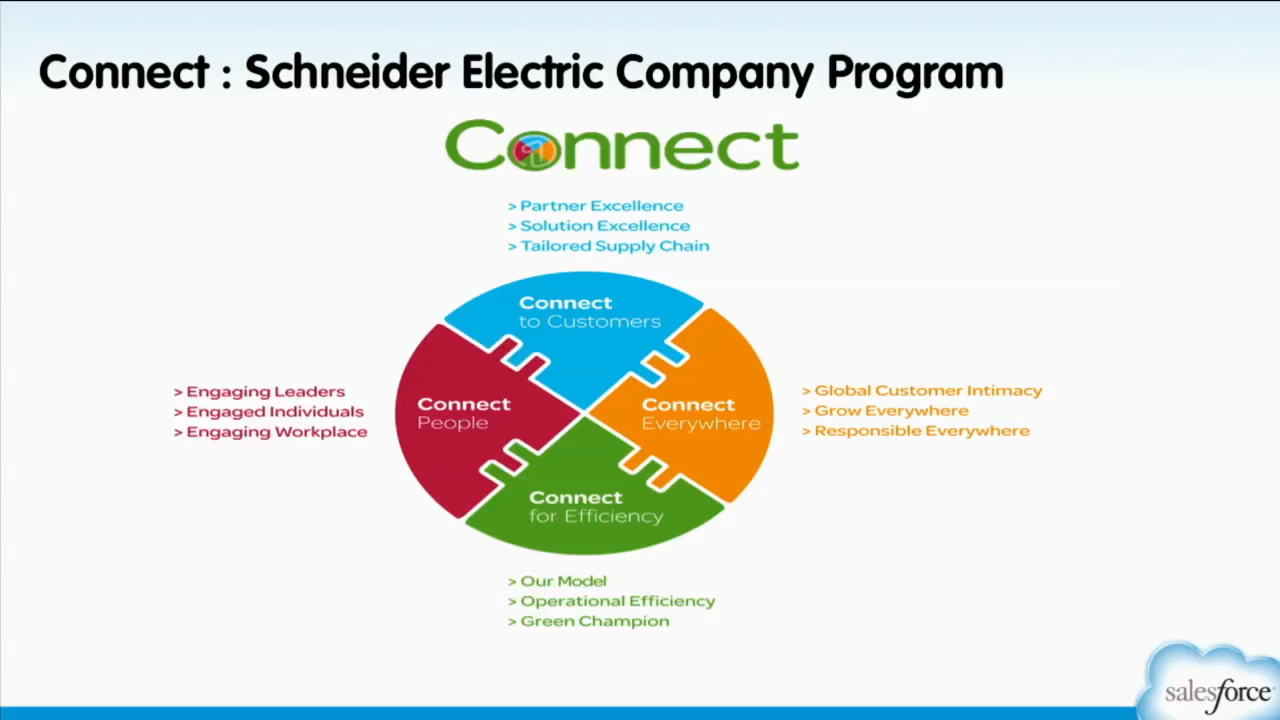 Connect : Schneider Electric Company Program
Connect
> Partner Excellence
> Solution Excellence
> Tailored Supply Chain
Connect
to Customers
> Engaging Leaders
> Engaged Individuals
> Engaging Workplace
Connect
People
Connect
Everywhere
> Global Customer Intimacy
> Grow Everywhere
> Responsible Everywhere
Connect
for Efficiency
> Our Model
> Operational Efficiency
> Green Champion
salesforce